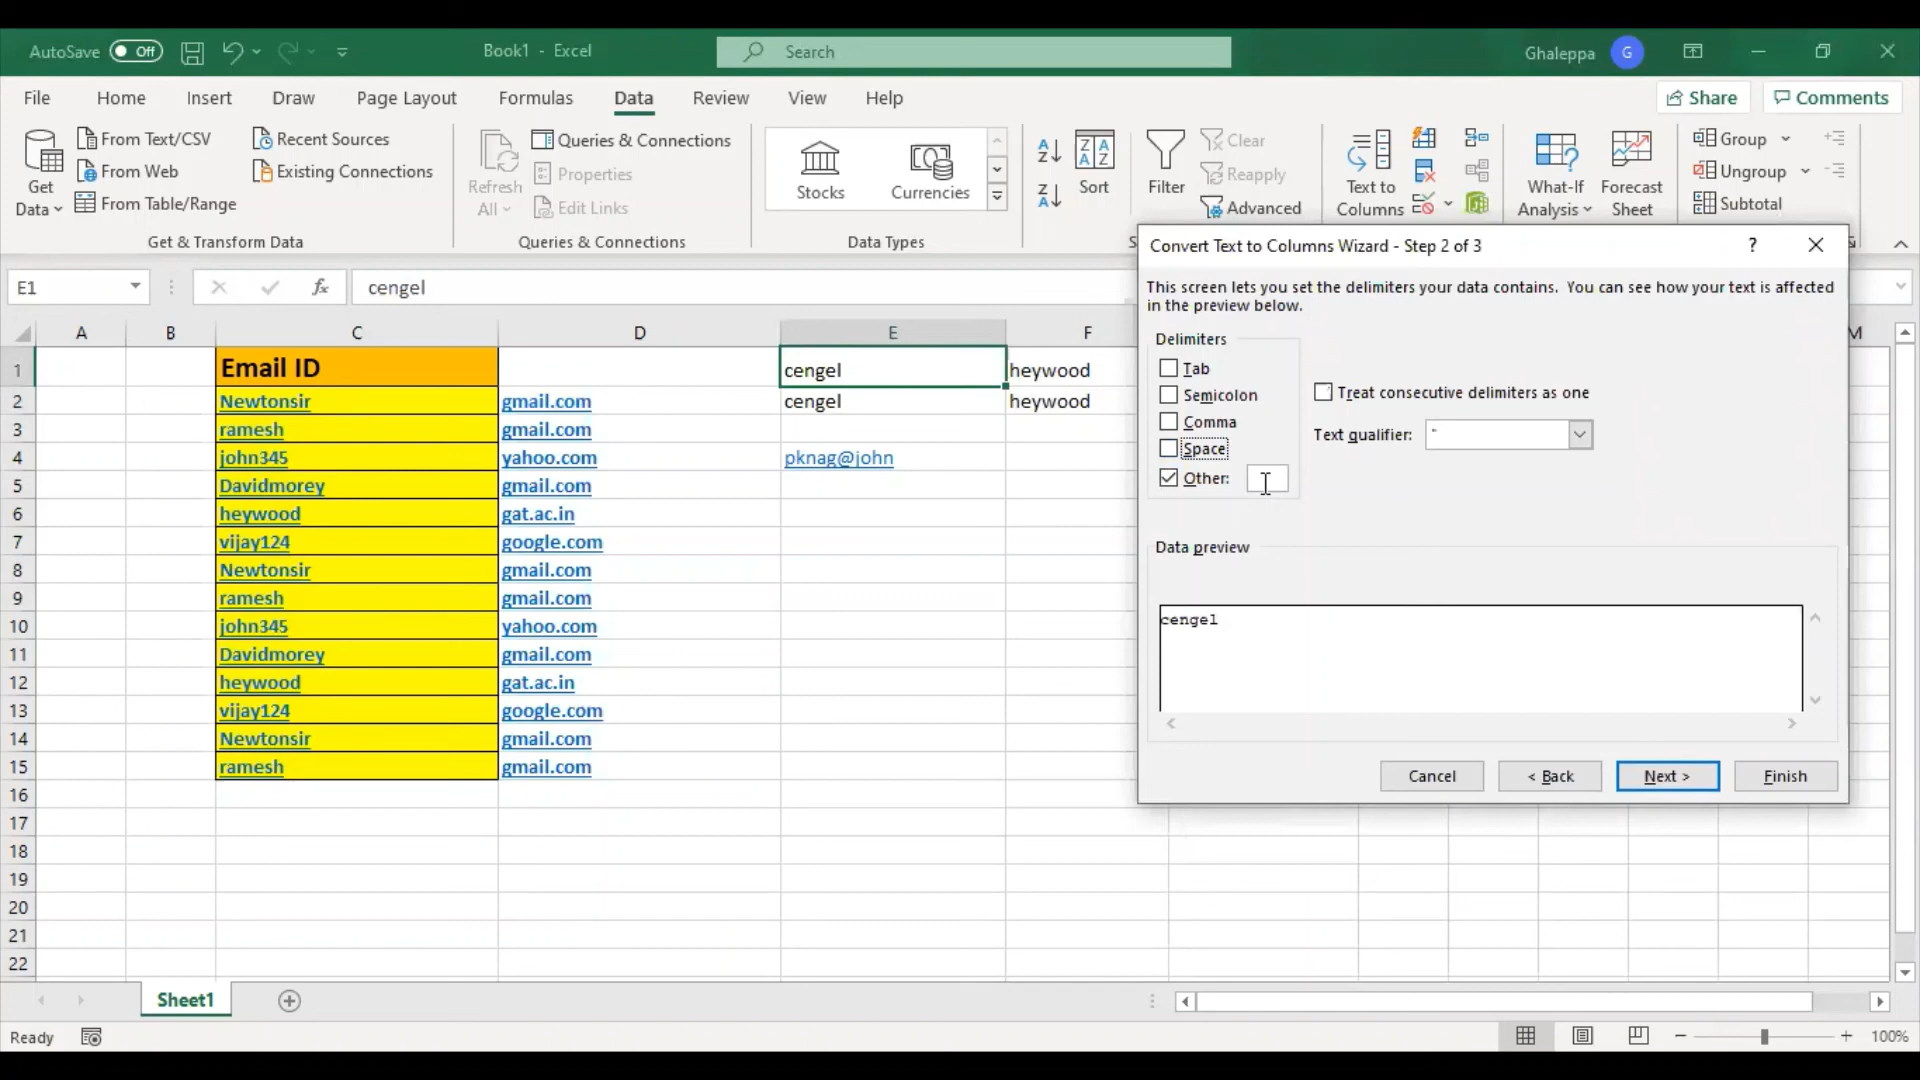 AutoSave Off Book1 - Excel Search Ghaleppa G
File Home Insert Draw Page Layout Formulas Data Review View Help Share Comments
Get Data
From Text/CSV
From Web
From Table/Range
Recent Sources
Existing Connections
Get & Transform Data
Refresh All
Queries & Connections
Properties
Edit Links
Queries & Connections
Stocks
Currencies
Data Types
Sort
Filter
Clear
Reapply
Advanced
Text to Columns
What-If Analysis
Forecast Sheet
Group
Ungroup
Subtotal
E1 fx cengel
A B C D E F M
1 Email ID cengel heywood
2 Newtonsir gmail.com cengel heywood
3 ramesh gmail.com
4 john345 yahoo.com pknag@john
5 Davidmorey gmail.com
6 heywood gat.ac.in
7 vijay124 google.com
8 Newtonsir gmail.com
9 ramesh gmail.com
10 john345 yahoo.com
11 Davidmorey gmail.com
12 heywood gat.ac.in
13 vijay124 google.com
14 Newtonsir gmail.com
15 ramesh gmail.com
16
17
18
19
20
21
22
Convert Text to Columns Wizard - Step 2 of 3 ?
This screen lets you set the delimiters your data contains. You can see how your text is affected
in the preview below.
Delimiters
Tab
Semicolon
Comma
Space
Other:
Treat consecutive delimiters as one
Text qualifier: "
Data preview
cengel
Cancel < Back Next > Finish
Sheet1
Ready 100%